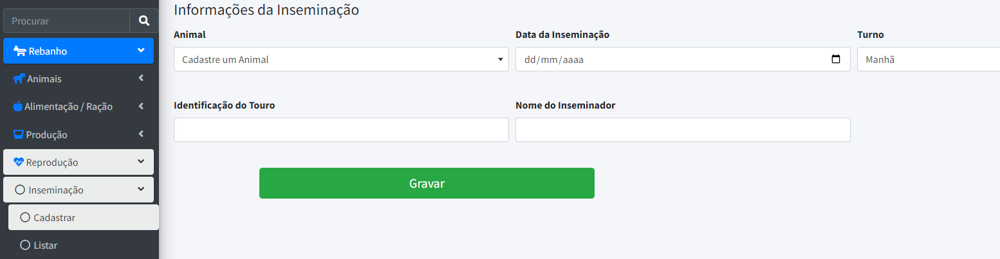 Procurar
Rebanho
Animais
Alimentação / Ração
Produção
Reprodução
Inseminação
Cadastrar
Listar
Informações da Inseminação
Animal
Cadastre um Animal
Data da Inseminação
dd/mm/aaaa
Turno
Manhã
Identificação do Touro
Nome do Inseminador
Gravar